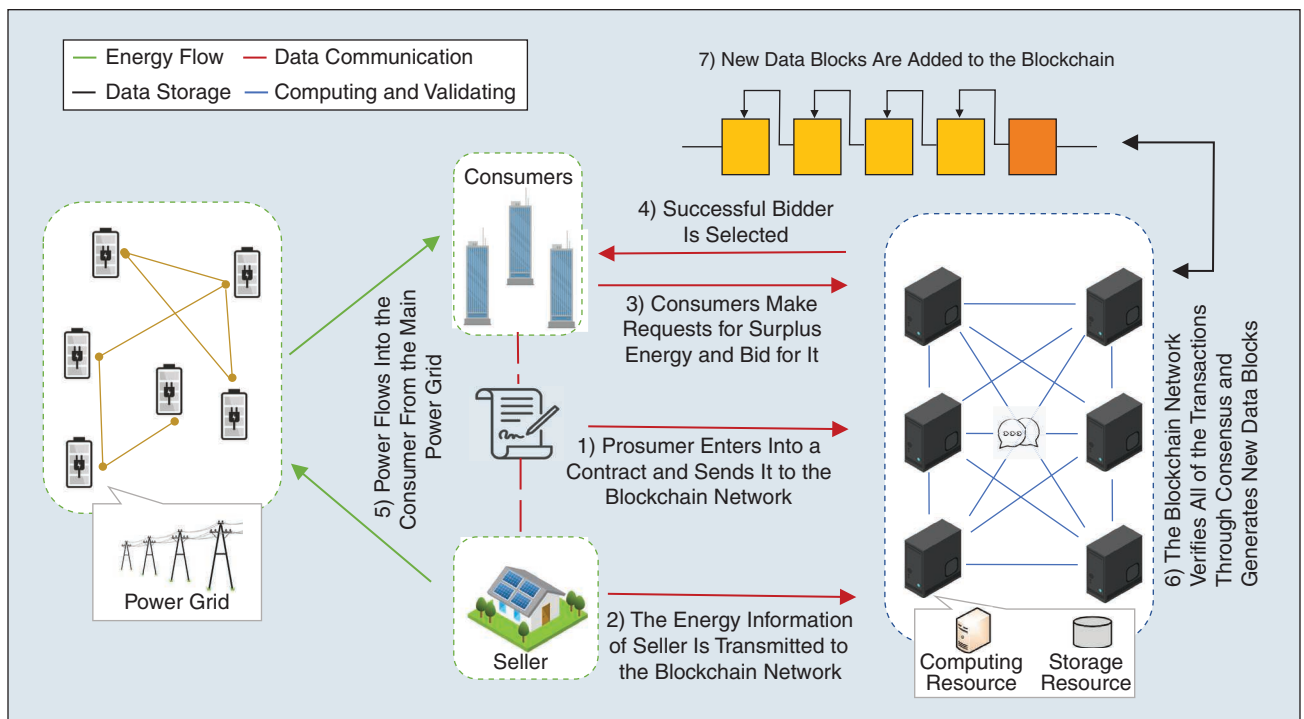 Energy Flow
Data Communication
Data Storage
Computing and Validating
7) New Data Blocks Are Added to the Blockchain
Consumers
4) Successful Bidder
Is Selected
3) Consumers Make
Requests for Surplus
Energy and Bid for It
5) Power Flows Into the
Consumer From the Main
Power Grid
1) Prosumer Enters Into a
Contract and Sends It to the
Blockchain Network
6) The Blockchain Network
Verifies All of the Transactions
Through Consensus and
Generates New Data Blocks
Power Grid
Seller
2) The Energy Information
of Seller Is Transmitted to
the Blockchain Network
Computing
Resource
Storage
Resource